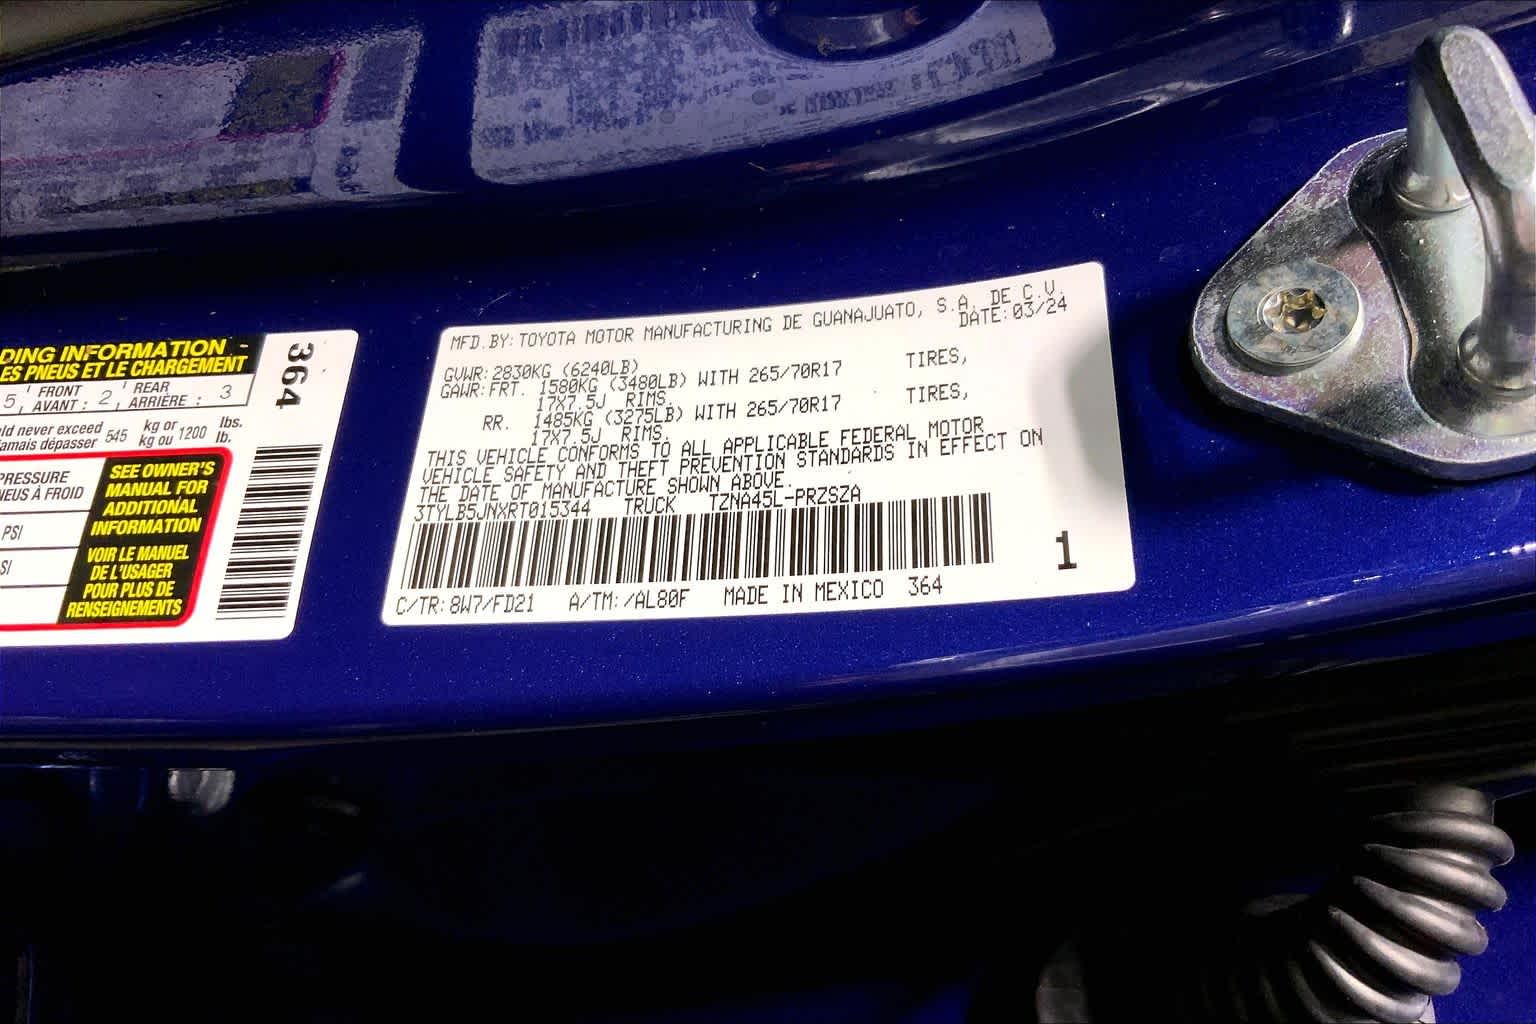 DING INFORMATION
ES PNEUS ET LE CHARGEMENT
5, FRONT AVANT : 2, REAR ARRIÈRE : 3
ld never exceed 545 kg or 1200 lbs.
amais dépasser kg ou lb.
PRESSURE
NEUS À FROID
PSI
SI
SEE OWNER'S
MANUAL FOR
ADDITIONAL
INFORMATION
VOIR LE MANUEL
DE L'USAGER
POUR PLUS DE
RENSEIGNEMENTS
364
MFD.BY:TOYOTA MOTOR MANUFACTURING DE GUANAJUATO, S.A. DE C.V.
DATE:03/24
GVWR:2830KG (6240LB)
GAWR:FRT. 1580KG (3480LB) WITH 265/70R17 TIRES,
17X7.5J RIMS.
RR. 1485KG (3275LB) WITH 265/70R17 TIRES,
17X7.5J RIMS.
THIS VEHICLE CONFORMS TO ALL APPLICABLE FEDERAL MOTOR
VEHICLE SAFETY AND THEFT PREVENTION STANDARDS IN EFFECT ON
THE DATE OF MANUFACTURE SHOWN ABOVE.
3TYLB5JNXRT015344 TRUCK TZNA45L-PRZSZA
C/TR:8W7/FD21 A/TM:/AL80F MADE IN MEXICO 364
1